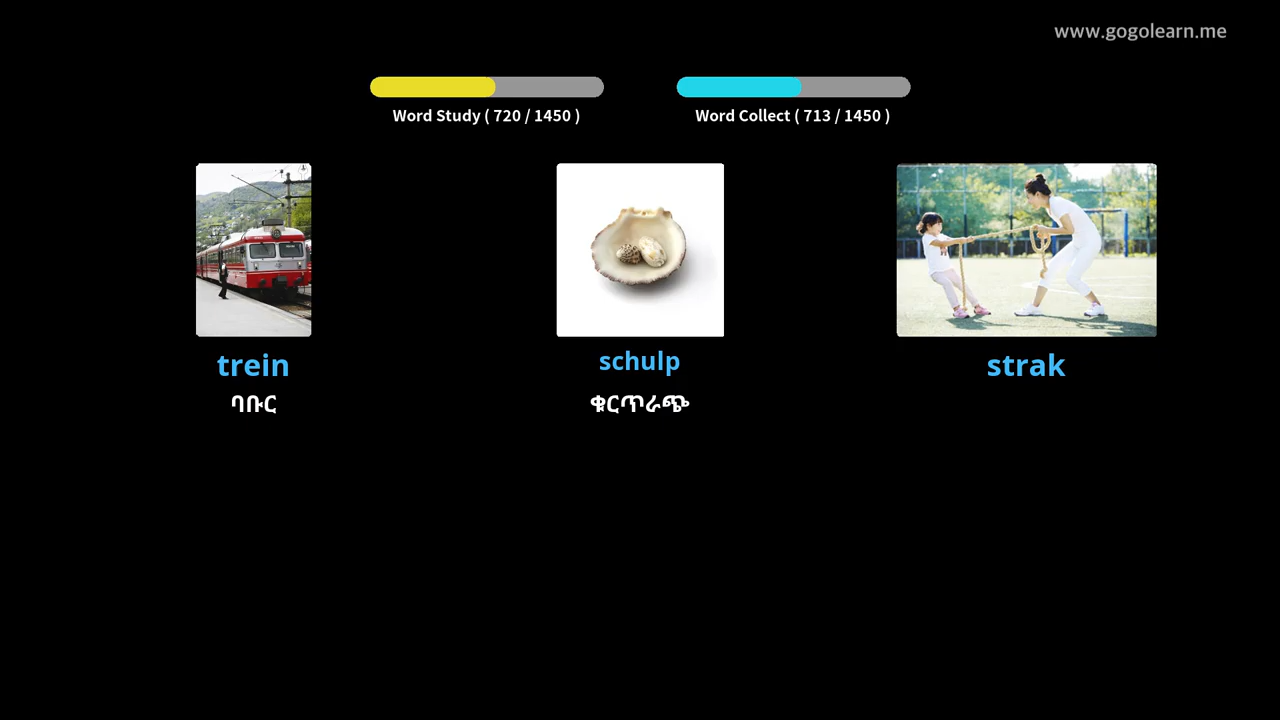 www.gogolearn.me
Word Study ( 720 / 1450 )
Word Collect ( 713 / 1450 )
trein
schulp
strak
ባቡር
ቁርጥራጭ